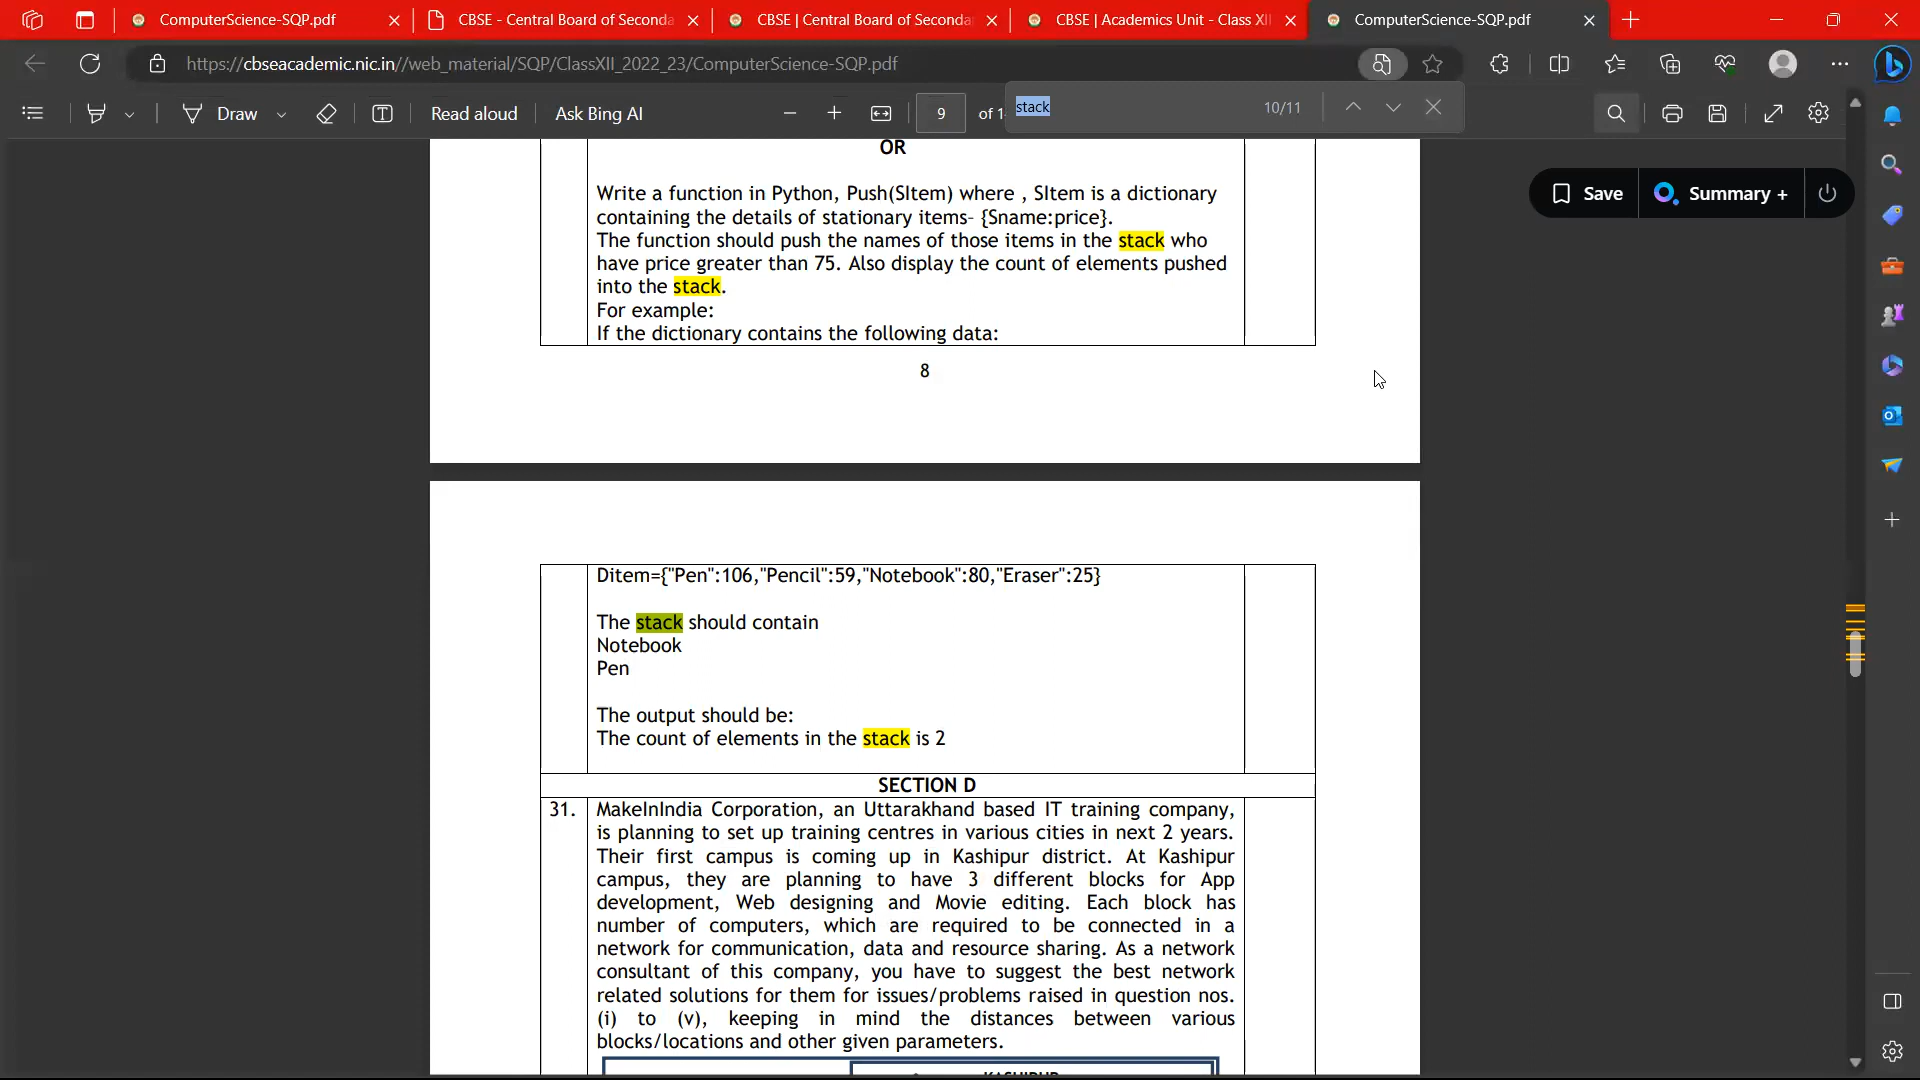 ComputerScience-SQP.pdf
CBSE - Central Board of Seconda
CBSE | Central Board of Seconda
CBSE | Academics Unit - Class XI
ComputerScience-SQP.pdf
https://cbseacademic.nic.in//web_material/SQP/ClassXII_2022_23/ComputerScience-SQP.pdf
Draw
Read aloud
Ask Bing AI
9
of 1
stack
10/11
Save
Summary +
OR
Write a function in Python, Push(SItem) where , SItem is a dictionary
containing the details of stationary items- {Sname:price}.
The function should push the names of those items in the stack who
have price greater than 75. Also display the count of elements pushed
into the stack.
For example:
If the dictionary contains the following data:
8
Ditem={"Pen":106,"Pencil":59,"Notebook":80,"Eraser":25}
The stack should contain
Notebook
Pen
The output should be:
The count of elements in the stack is 2
SECTION D
31. MakeInIndia Corporation, an Uttarakhand based IT training company,
is planning to set up training centres in various cities in next 2 years.
Their first campus is coming up in Kashipur district. At Kashipur
campus, they are planning to have 3 different blocks for App
development, Web designing and Movie editing. Each block has
number of computers, which are required to be connected in a
network for communication, data and resource sharing. As a network
consultant of this company, you have to suggest the best network
related solutions for them for issues/problems raised in question nos.
(i) to (v), keeping in mind the distances between various
blocks/locations and other given parameters.